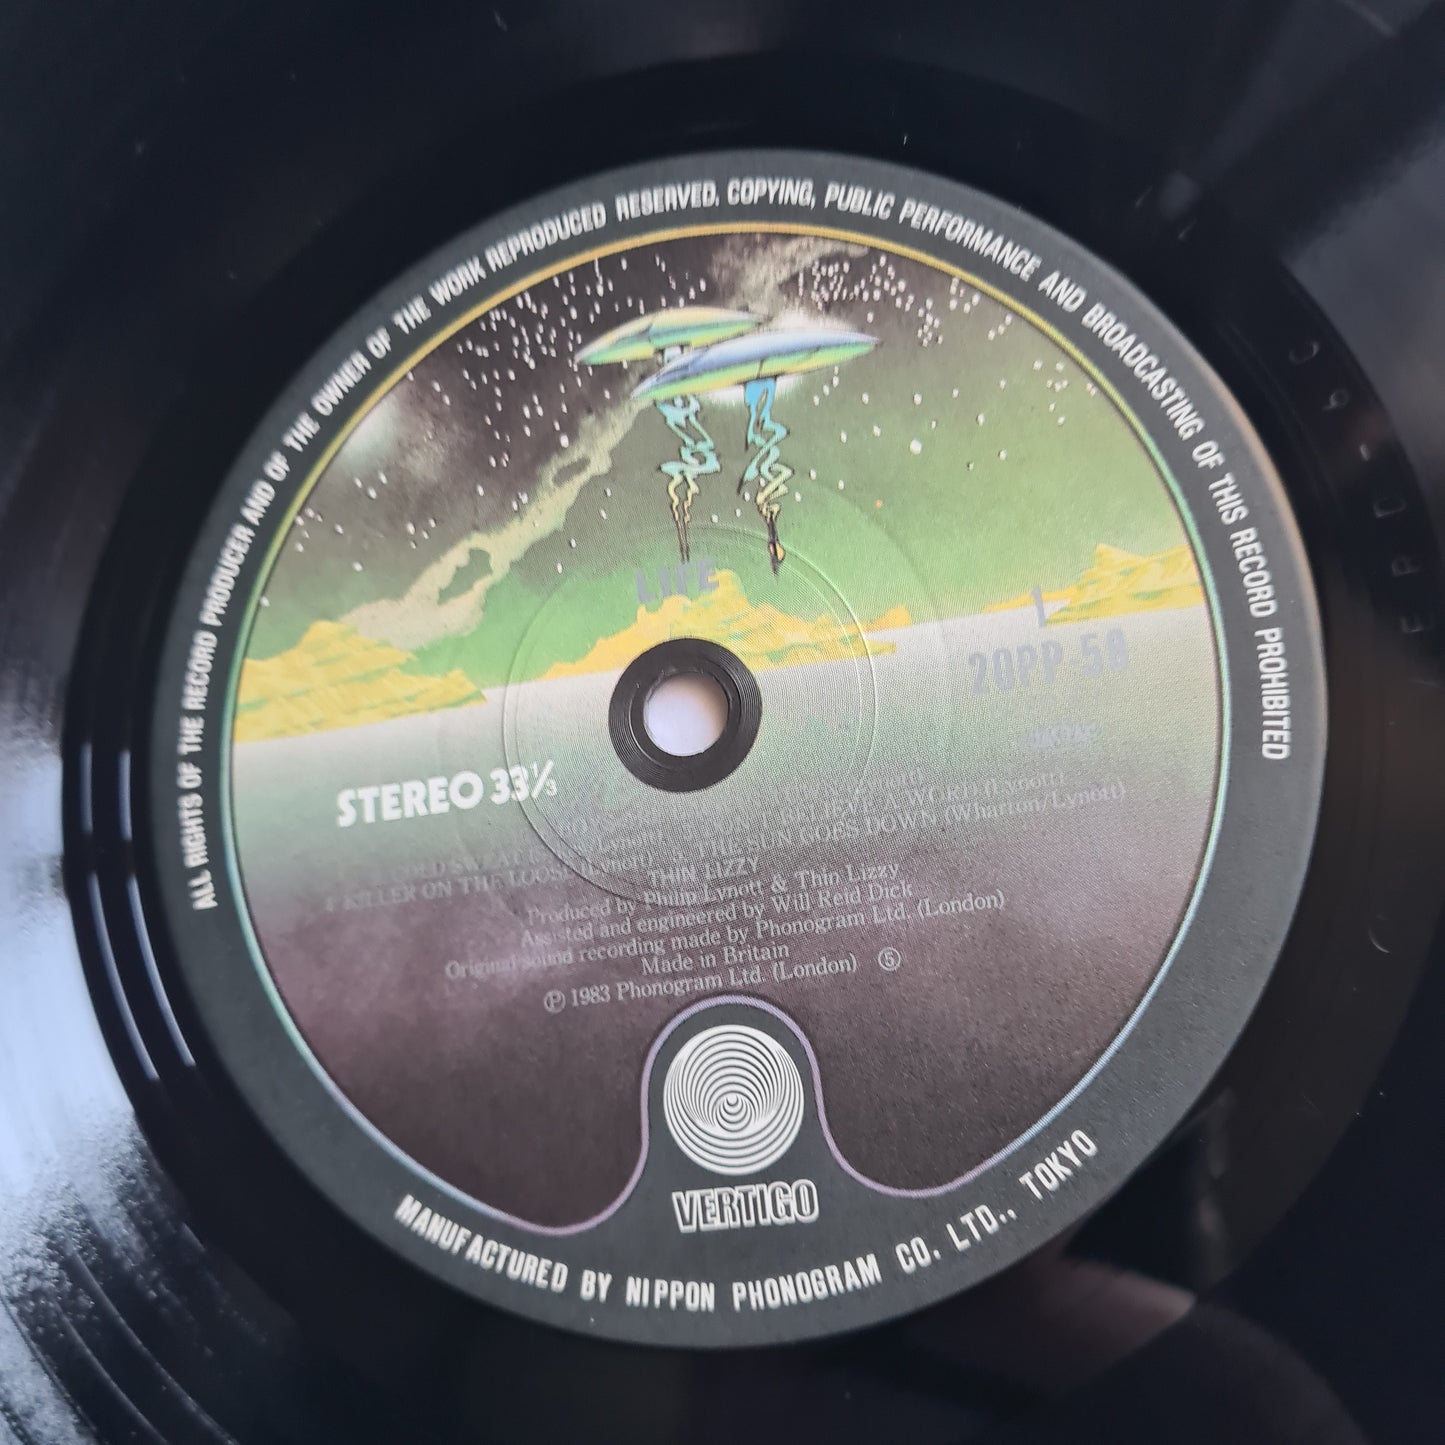 ALL RIGHTS OF THE RECORD PRODUCER AND OF THE OWNER OF THE WORK REPRODUCED RESERVED. COPYING, PUBLIC PERFORMANCE AND BROADCASTING OF THIS RECORD PROHIBITED
LIFE
1
20PP-58
STEREO 33⅓
WORD (Lynott)
KILLER ON THE LOOSE (Lynott) THE SUN GOES DOWN (Wharton/Lynott)
THIN LIZZY
Produced by Philip Lynott & Thin Lizzy
Assisted and engineered by Will Reid Dick
Original sound recording made by Phonogram Ltd. (London)
Made in Britain
Ⓟ 1983 Phonogram Ltd. (London) ⑤
VERTIGO
MANUFACTURED BY NIPPON PHONOGRAM CO. LTD., TOKYO